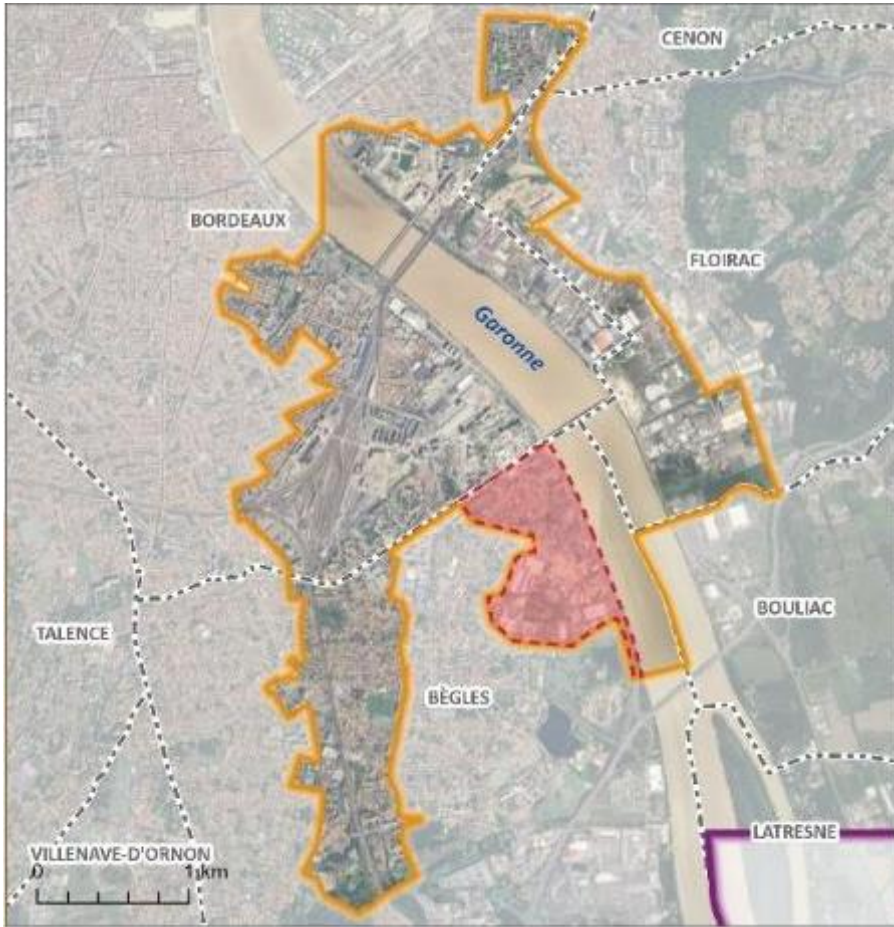 CENON
BORDEAUX
FLOIRAC
Garonne
BOULIAC
TALENCE
BÈGLES
LATRESNE
VILLENAVE-D'ORNON
0 1 km